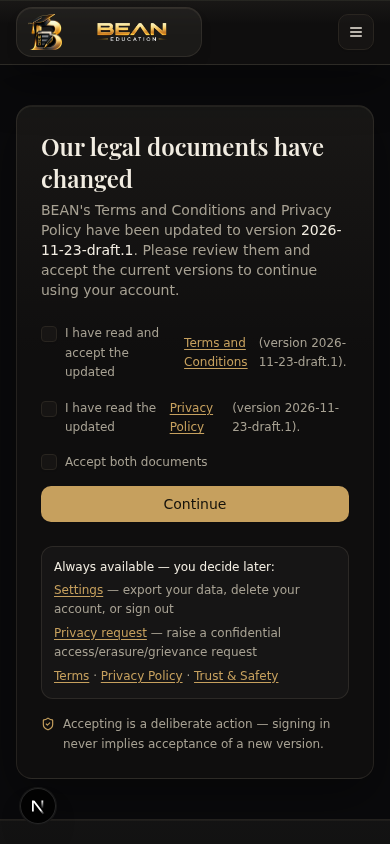 BEAN
EDUCATION
Our legal documents have
changed
BEAN's Terms and Conditions and Privacy
Policy have been updated to version 2026-
11-23-draft.1. Please review them and
accept the current versions to continue
using your account.
I have read and
accept the
updated
Terms and
Conditions
(version 2026-
11-23-draft.1).
I have read the
updated
Privacy
Policy
(version 2026-11-
23-draft.1).
Accept both documents
Continue
Always available — you decide later:
Settings — export your data, delete your
account, or sign out
Privacy request — raise a confidential
access/erasure/grievance request
Terms · Privacy Policy · Trust & Safety
Accepting is a deliberate action — signing in
never implies acceptance of a new version.
N